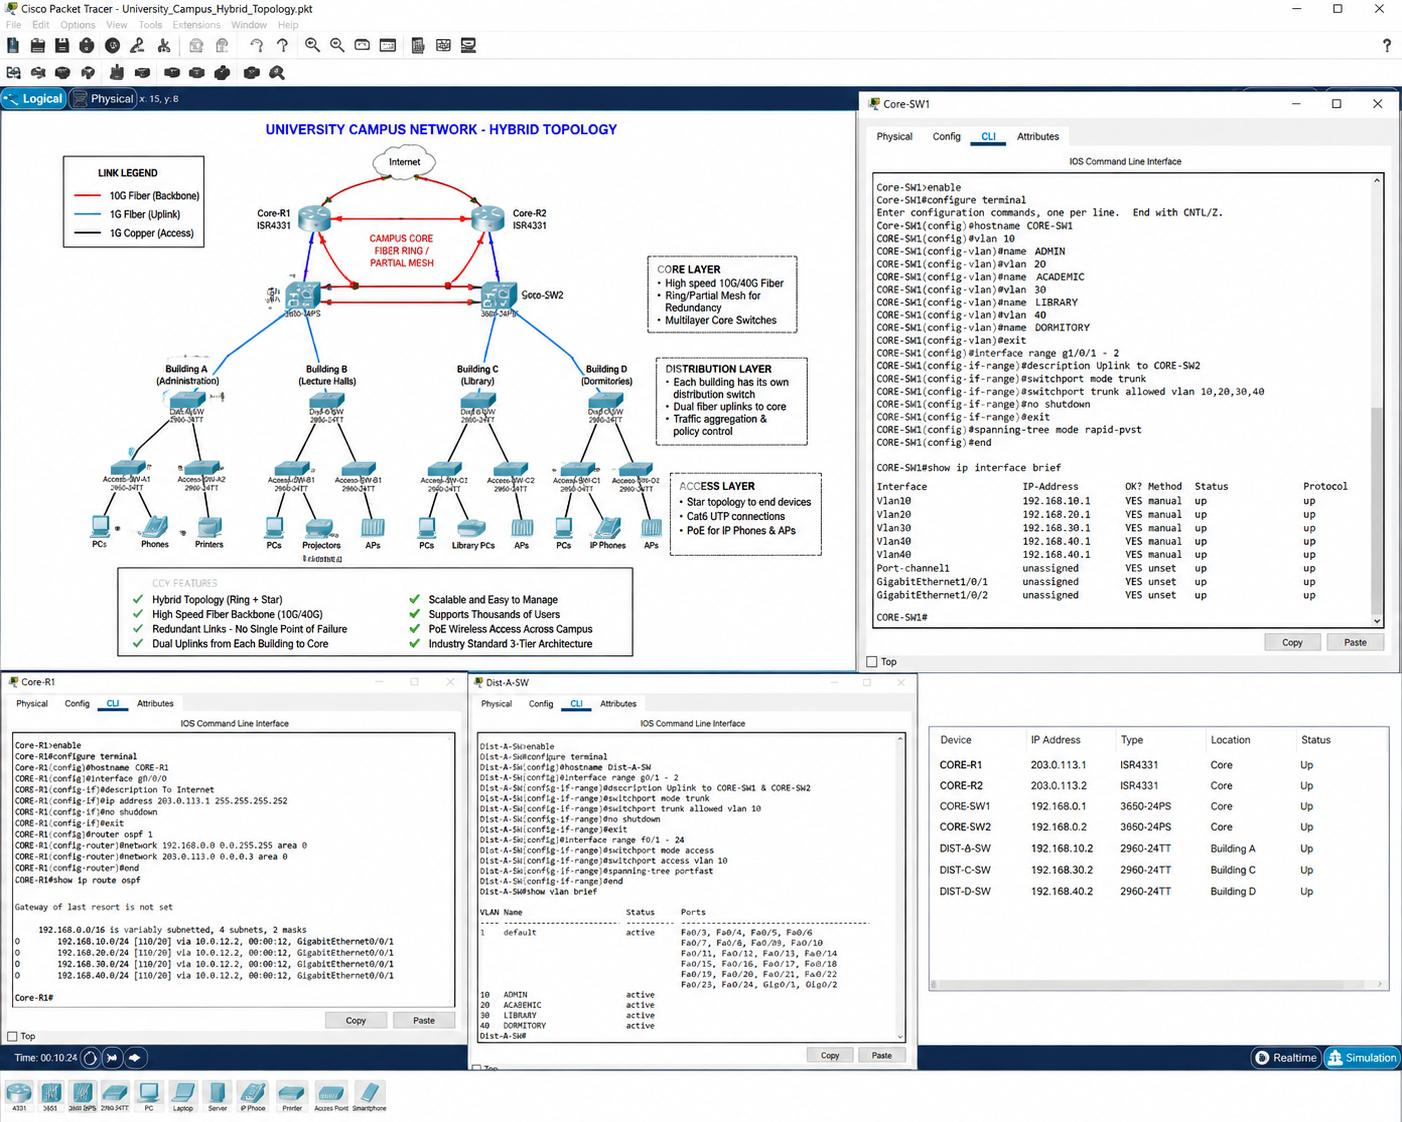 Cisco Packet Tracer - University_Campus_Hybrid_Topology.pkt
File Edit Options View Tools Extensions Window Help
Logical Physical x: 15, y: 8
UNIVERSITY CAMPUS NETWORK - HYBRID TOPOLOGY
LINK LEGEND
10G Fiber (Backbone)
1G Fiber (Uplink)
1G Copper (Access)
Internet
Core-R1
ISR4331
Core-R2
ISR4331
CAMPUS CORE
FIBER RING /
PARTIAL MESH
CORE LAYER
• High speed 10G/40G Fiber
• Ring/Partial Mesh for
Redundancy
• Multilayer Core Switches
Building A
(Administration)
Building B
(Lecture Halls)
Building C
(Library)
Building D
(Dormitories)
DISTRIBUTION LAYER
• Each building has its own
distribution switch
• Dual fiber uplinks to core
• Traffic aggregation &
policy control
ACCESS LAYER
• Star topology to end devices
• Cat6 UTP connections
• PoE for IP Phones & APs
PCs Phones Printers PCs Projectors APs PCs Library PCs APs PCs IP Phones APs
CCY FEATURES
Hybrid Topology (Ring + Star)
High Speed Fiber Backbone (10G/40G)
Redundant Links - No Single Point of Failure
Dual Uplinks from Each Building to Core
Scalable and Easy to Manage
Supports Thousands of Users
PoE Wireless Access Across Campus
Industry Standard 3-Tier Architecture
Core-SW1
Physical Config CLI Attributes
IOS Command Line Interface
Core-SW1>enable
Core-SW1#configure terminal
Enter configuration commands, one per line. End with CNTL/Z.
Core-SW1(config)#hostname CORE-SW1
CORE-SW1(config)#vlan 10
CORE-SW1(config-vlan)#name ADMIN
CORE-SW1(config-vlan)#vlan 20
CORE-SW1(config-vlan)#name ACADEMIC
CORE-SW1(config-vlan)#vlan 30
CORE-SW1(config-vlan)#name LIBRARY
CORE-SW1(config-vlan)#vlan 40
CORE-SW1(config-vlan)#name DORMITORY
CORE-SW1(config-vlan)#exit
CORE-SW1(config)#interface range g1/0/1 - 2
CORE-SW1(config-if-range)#description Uplink to CORE-SW2
CORE-SW1(config-if-range)#switchport mode trunk
CORE-SW1(config-if-range)#switchport trunk allowed vlan 10,20,30,40
CORE-SW1(config-if-range)#no shutdown
CORE-SW1(config-if-range)#exit
CORE-SW1(config)#spanning-tree mode rapid-pvst
CORE-SW1(config)#end
CORE-SW1#show ip interface brief
Interface IP-Address OK? Method Status Protocol
Vlan10 192.168.10.1 YES manual up up
Vlan20 192.168.20.1 YES manual up up
Vlan30 192.168.30.1 YES manual up up
Vlan40 192.168.40.1 YES manual up up
Vlan40 192.168.40.1 YES manual up up
Port-channel1 unassigned YES unset up up
GigabitEthernet1/0/1 unassigned YES unset up up
GigabitEthernet1/0/2 unassigned YES unset up up
CORE-SW1#
Copy Paste
Top
Core-R1
Physical Config CLI Attributes
IOS Command Line Interface
Core-R1>enable
Core-R1#configure terminal
Core-R1(config)#hostname CORE-R1
CORE-R1(config)#interface g0/0/0
CORE-R1(config-if)#description To Internet
CORE-R1(config-if)#ip address 203.0.113.1 255.255.255.252
CORE-R1(config-if)#no shuddown
CORE-R1(config-if)#exit
CORE-R1(config)#router ospf 1
CORE-R1(config-router)#network 192.168.0.0 0.0.255.255 area 0
CORE-R1(config-router)#network 203.0.113.0 0.0.0.3 area 0
CORE-R1(config-router)#end
CORE-R1#show ip route ospf
Gateway of last resort is not set
192.168.0.0/16 is variably subnetted, 4 subnets, 2 masks
O 192.168.10.0/24 [110/20] via 10.0.12.2, 00:00:12, GigabitEthernet0/0/1
O 192.168.20.0/24 [110/20] via 10.0.12.2, 00:00:12, GigabitEthernet0/0/1
O 192.168.30.0/24 [110/20] via 10.0.12.2, 00:00:12, GigabitEthernet0/0/1
O 192.168.40.0/24 [110/20] via 10.0.12.2, 00:00:12, GigabitEthernet0/0/1
Core-R1#
Copy Paste
Top
Dist-A-SW
Physical Config CLI Attributes
IOS Command Line Interface
Dist-A-SW>enable
Dist-A-SW#configure terminal
Dist-A-SW(config)#hostname Dist-A-SW
Dist-A-SW(config)#interface range g0/1 - 2
Dist-A-SW(config-if-range)#dsccription Uplink to CORE-SW1 & CORE-SW2
Dist-A-SW(config-if-range)#switchport mode trunk
Dist-A-SW(config-if-range)#switchport trunk allowed vlan 10
Dist-A-SW(config-if-range)#no shutdown
Dist-A-SW(config-if-range)#exit
Dist-A-SW(config)#interface range f0/1 - 24
Dist-A-SW(config-if-range)#switchport mode access
Dist-A-SW(config-if-range)#switchport access vlan 10
Dist-A-SW(config-if-range)#spanning-tree portfast
Dist-A-SW(config-if-range)#end
Dist-A-SW#show vlan brief
VLAN Name Status Ports
1 default active Fa0/3, Fa0/4, Fa0/5, Fa0/6
Fa0/7, Fa0/8, Fa0/09, Fa0/10
Fa0/11, Fa0/12, Fa0/13, Fa0/14
Fa0/15, Fa0/16, Fa0/17, Fa0/18
Fa0/19, Fa0/20, Fa0/21, Fa0/22
Fa0/23, Fa0/24, Gig0/1, Gig0/2
10 ADMIN active
20 ACADEMIC active
30 LIBRARY active
40 DORMITORY active
Dist-A-SW#
Copy Paste
Device IP Address Type Location Status
CORE-R1 203.0.113.1 ISR4331 Core Up
CORE-R2 203.0.113.2 ISR4331 Core Up
CORE-SW1 192.168.0.1 3650-24PS Core Up
CORE-SW2 192.168.0.2 3650-24PS Core Up
DIST-A-SW 192.168.10.2 2960-24TT Building A Up
DIST-C-SW 192.168.30.2 2960-24TT Building C Up
DIST-D-SW 192.168.40.2 2960-24TT Building D Up
Time: 00.10.24
Realtime Simulation
4331 PC Laptop Server IP Phoce Printer Smartphone